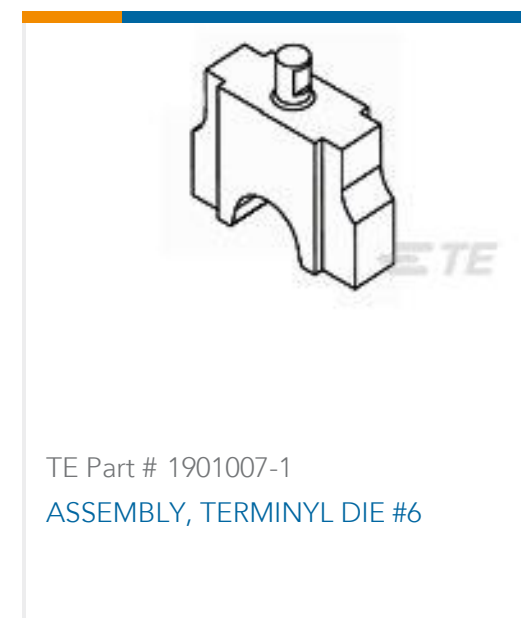 TE
TE Part # 1901007-1
ASSEMBLY, TERMINYL DIE #6